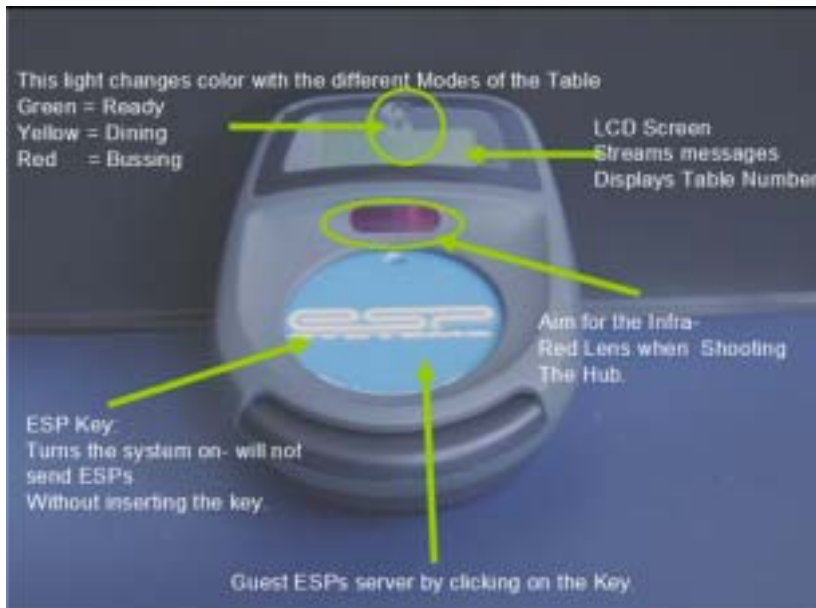 This light changes color with the different Modes of the Table
Green = Ready
Yellow = Dining
Red = Bussing
LCD Screen
Streams messages
Displays Table Number
esp
Aim for the Infra-
Red Lens when Shooting
The Hub.
ESP Key:
Turns the system on- will not
send ESPs
Without inserting the key.
Guest ESPs server by clicking on the Key.